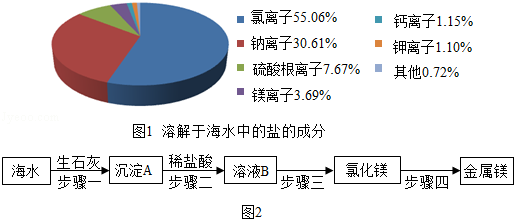 氯离子55.06% 钙离子1.15%
钠离子30.61% 钾离子1.10%
硫酸根离子7.67% 其他0.72%
镁离子3.69%
图1 溶解于海水中的盐的成分
海水 生石灰 步骤一 沉淀A 稀盐酸 步骤二 溶液B 步骤三 氯化镁 步骤四 金属镁
图2